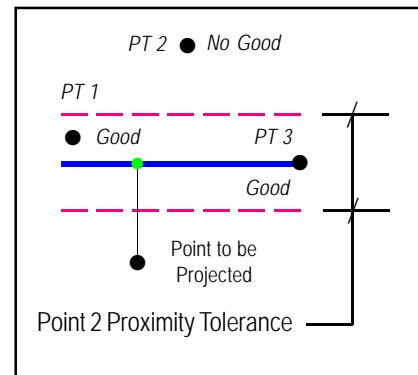 PT 2 No Good
PT 1
Good PT 3
Good
Point to be
Projected
Point 2 Proximity Tolerance